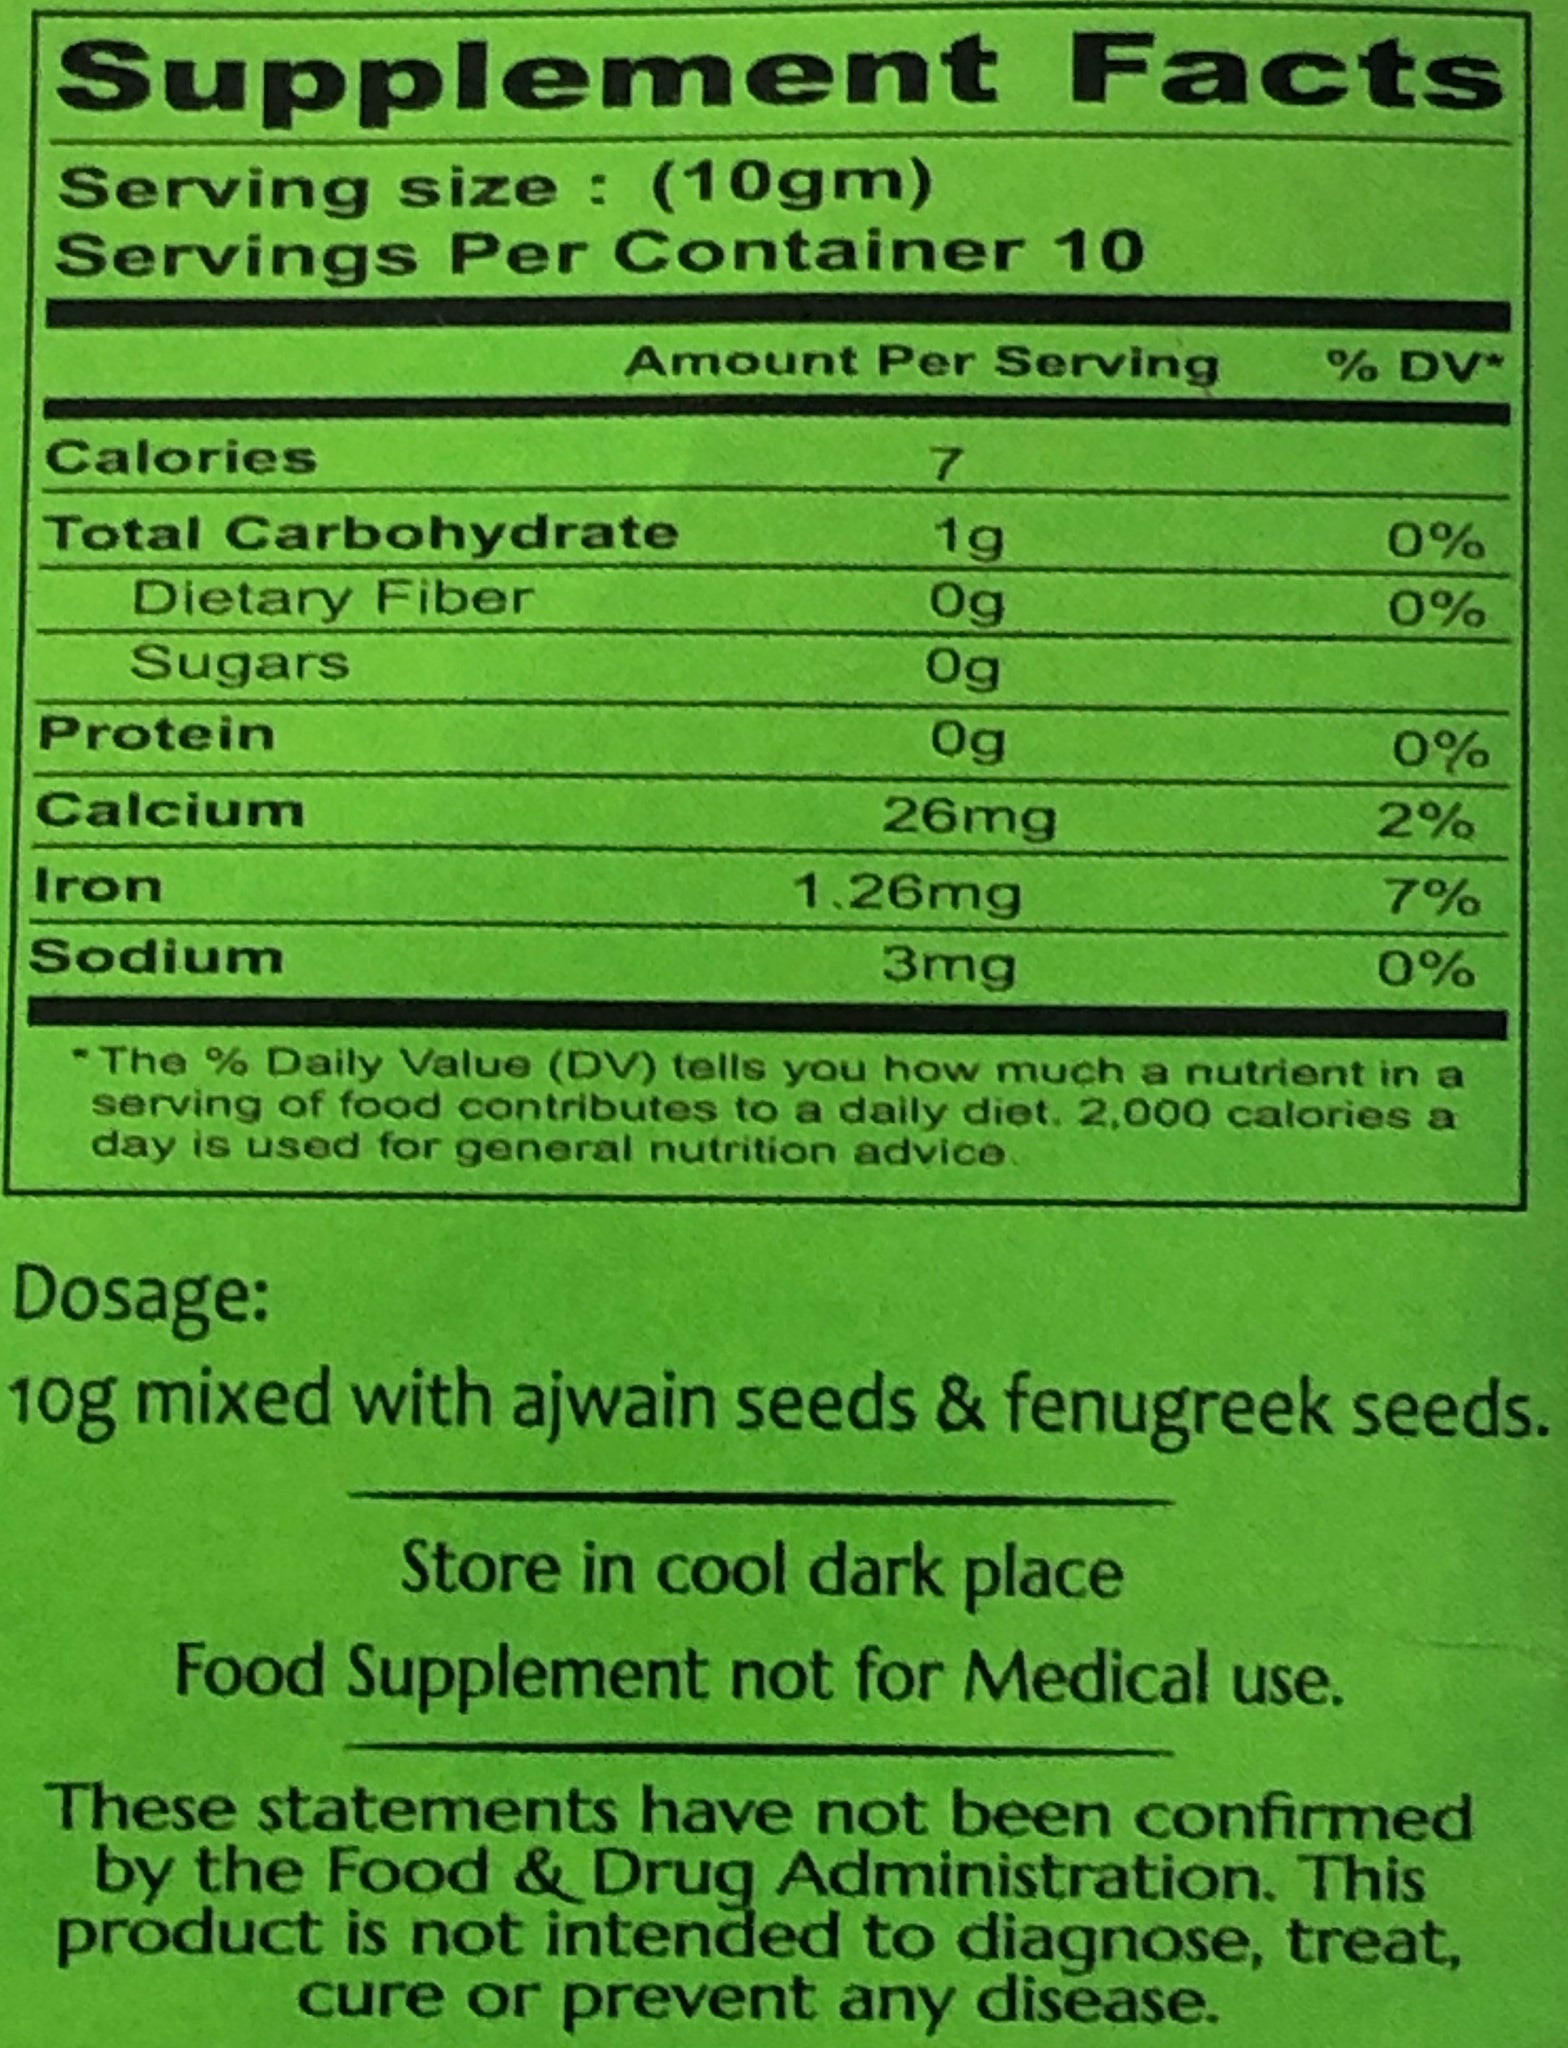 Supplement Facts
Serving size : (10gm)
Servings Per Container 10
Amount Per Serving % DV*
Calories 7
Total Carbohydrate 1g 0%
Dietary Fiber 0g 0%
Sugars 0g
Protein 0g 0%
Calcium 26mg 2%
Iron 1.26mg 7%
Sodium 3mg 0%
*The % Daily Value (DV) tells you how much a nutrient in a
serving of food contributes to a daily diet. 2,000 calories a
day is used for general nutrition advice.
Dosage:
10g mixed with ajwain seeds & fenugreek seeds.
Store in cool dark place
Food Supplement not for Medical use.
These statements have not been confirmed
by the Food & Drug Administration. This
product is not intended to diagnose, treat,
cure or prevent any disease.